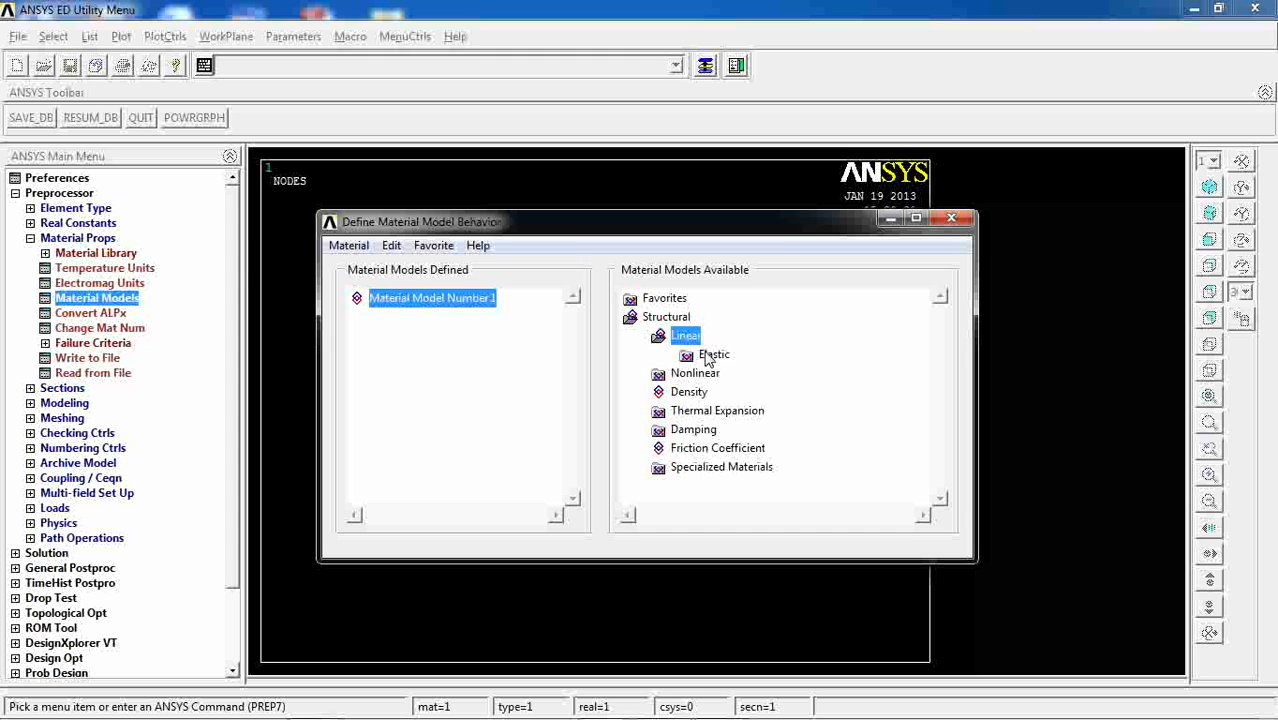 ANSYS ED Utility Menu
File Select List Plot PlotCtrls WorkPlane Parameters Macro MenuCtrls Help
ANSYS Toolbar
SAVE_DB RESUM_DB QUIT POWRGRPH
ANSYS Main Menu
Preferences
Preprocessor
Element Type
Real Constants
Material Props
Material Library
Temperature Units
Electromag Units
Material Models
Convert ALPx
Change Mat Num
Failure Criteria
Write to File
Read from File
Sections
Modeling
Meshing
Checking Ctrls
Numbering Ctrls
Archive Model
Coupling / Ceqn
Multi-field Set Up
Loads
Physics
Path Operations
Solution
General Postproc
TimeHist Postpro
Drop Test
Topological Opt
ROM Tool
DesignXplorer VT
Design Opt
Prob Design
1
NODES
ANSYS
JAN 19 2013
Define Material Model Behavior
Material Edit Favorite Help
Material Models Defined
Material Model Number 1
Material Models Available
Favorites
Structural
Linear
Elastic
Nonlinear
Density
Thermal Expansion
Damping
Friction Coefficient
Specialized Materials
1
3
Pick a menu item or enter an ANSYS Command (PREP7) mat=1 type=1 real=1 csys=0 secn=1